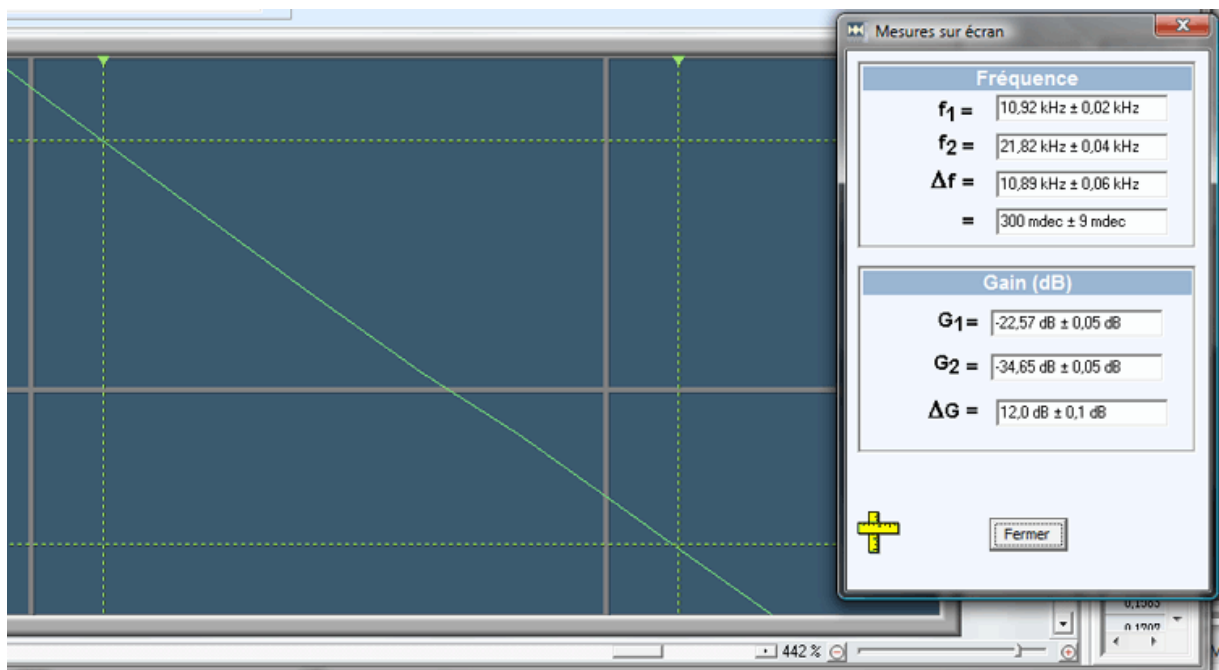 Mesures sur écran
Fréquence
f1 = 10,92 kHz ± 0,02 kHz
f2 = 21,82 kHz ± 0,04 kHz
Δf = 10,89 kHz ± 0,06 kHz
= 300 mdec ± 9 mdec
Gain (dB)
G1 = -22,57 dB ± 0,05 dB
G2 = -34,65 dB ± 0,05 dB
ΔG = 12,0 dB ± 0,1 dB
Fermer
442 %